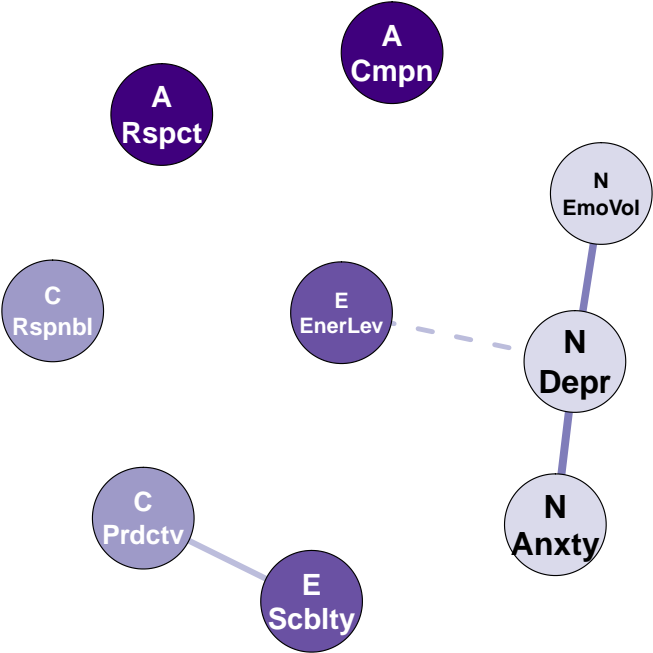 A
Cmpn
A
Rspct
N
EmoVol
C
Rspnbl
E
EnerLev
N
Depr
C
Prdctv
N
Anxty
E
Scblty